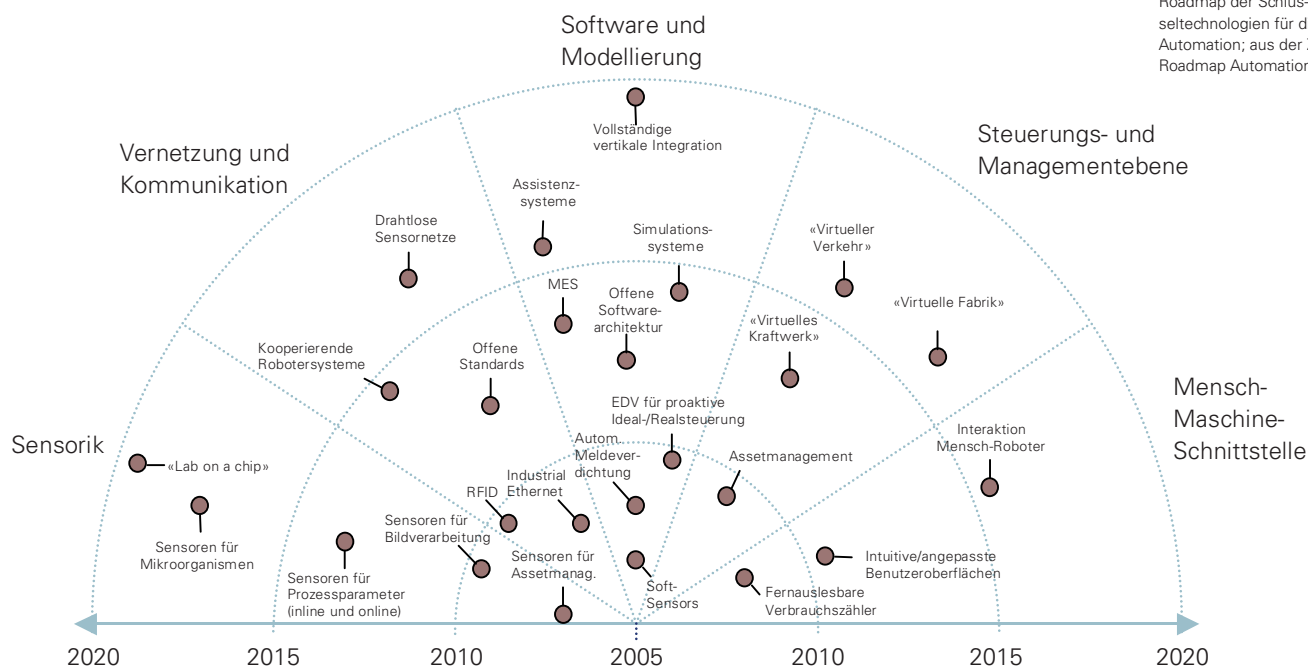 Roadmap der Schlüs-
seltechnologien für d
Automation; aus der
Roadmap Automation
Software und
Modellierung
Vernetzung und
Kommunikation
Steuerungs- und
Managementebene
Sensorik
Mensch-
Maschine-
Schnittstelle
Vollständige
vertikale Integration
Assistenz-
systeme
Drahtlose
Sensornetze
Simulations-
systeme
«Virtueller
Verkehr»
MES
Offene
Software-
architektur
«Virtuelle Fabrik»
«Virtuelles
Kraftwerk»
Kooperierende
Robotersysteme
Offene
Standards
EDV für proaktive
Ideal-/Realsteuerung
Autom.
Meldever-
dichtung
Interaktion
Mensch-Roboter
Assetmanagement
«Lab on a chip»
Industrial
Ethernet
RFID
Sensoren für
Bildverarbeitung
Sensoren für
Mikroorganismen
Sensoren für
Assetmanag.
Intuitive/angepasste
Benutzeroberflächen
Sensoren für
Prozessparameter
(inline und online)
Soft-
Sensors
Fernauslesbare
Verbrauchszähler
2020 2015 2010 2005 2010 2015 2020